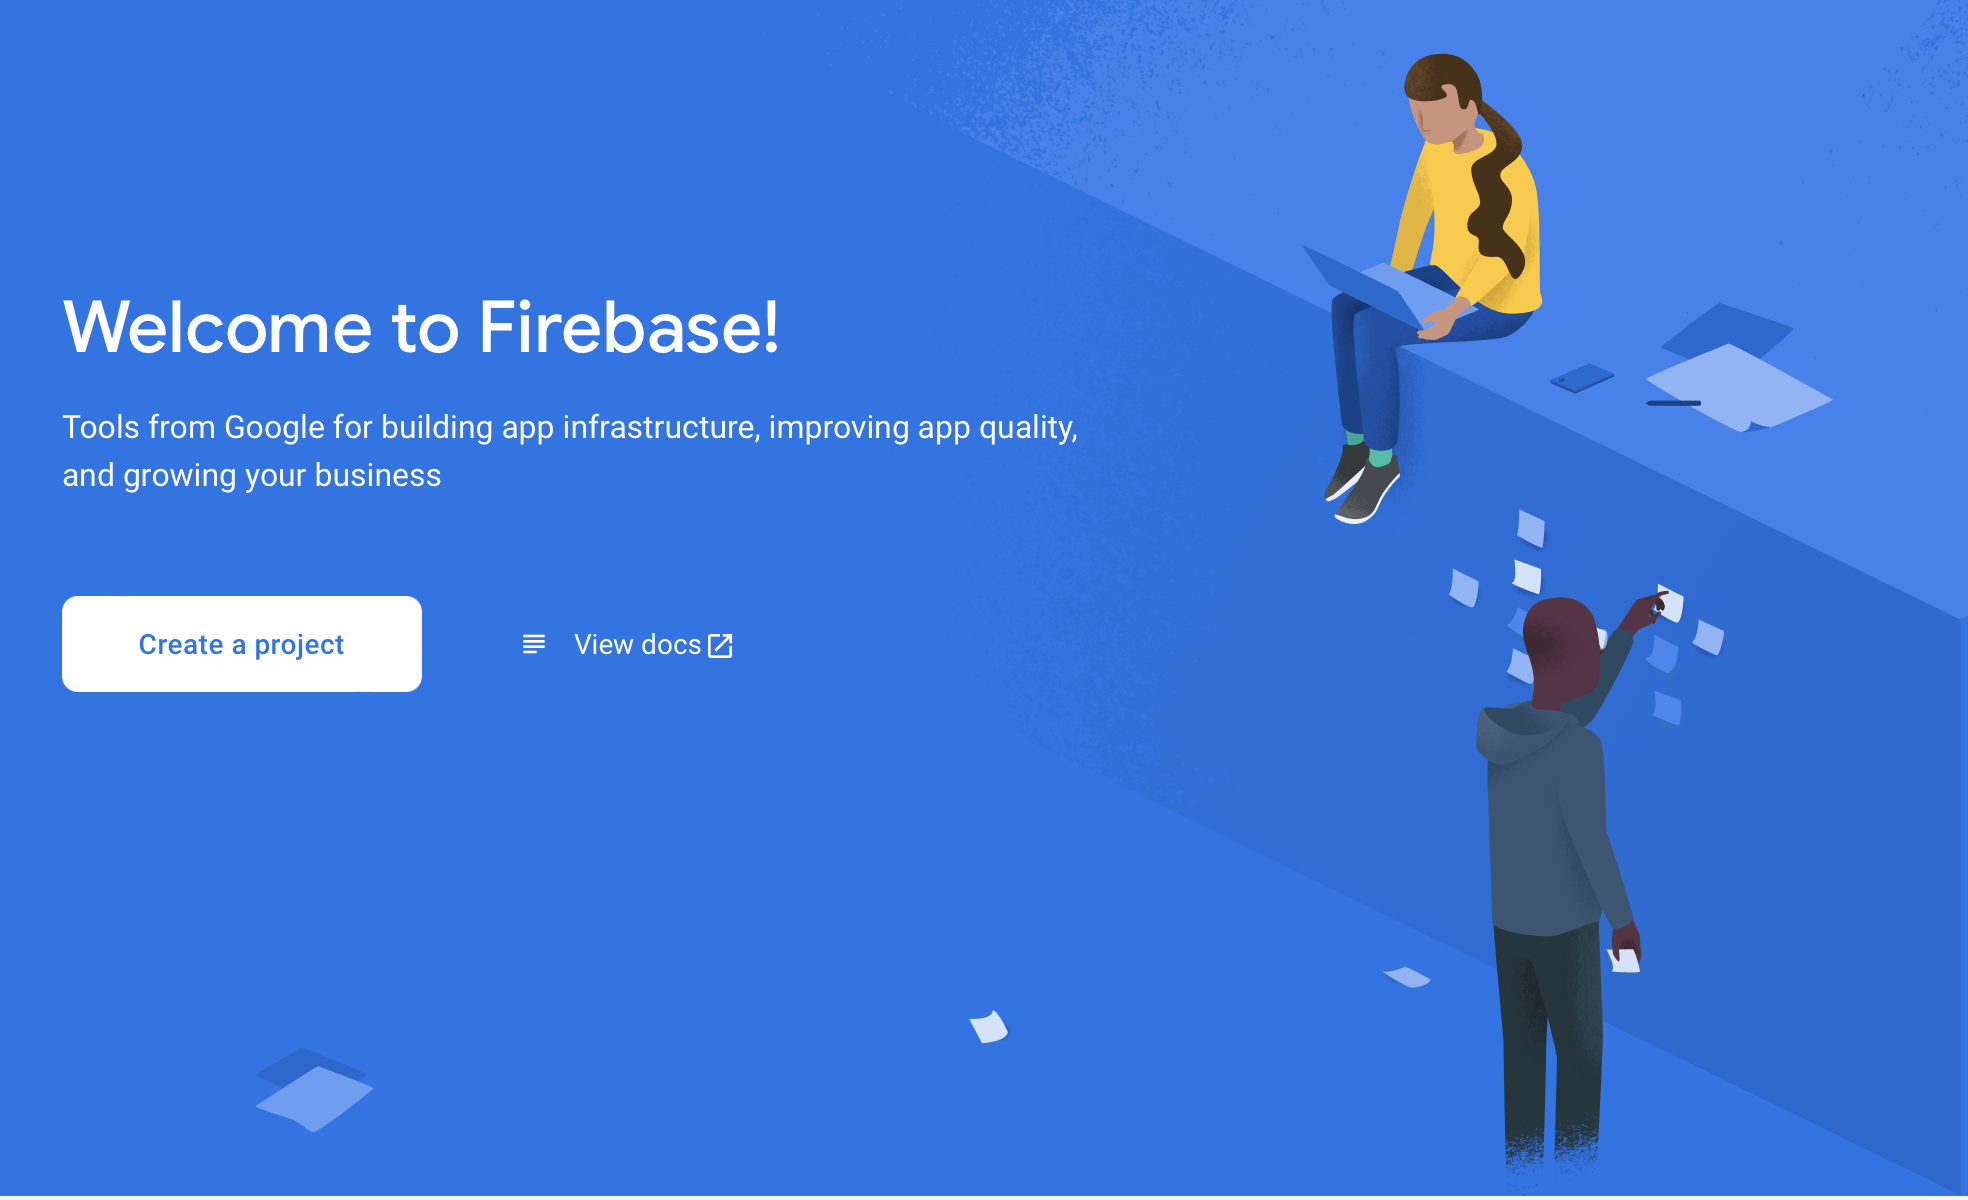 Welcome to Firebase!
Tools from Google for building app infrastructure, improving app quality,
and growing your business
Create a project
View docs